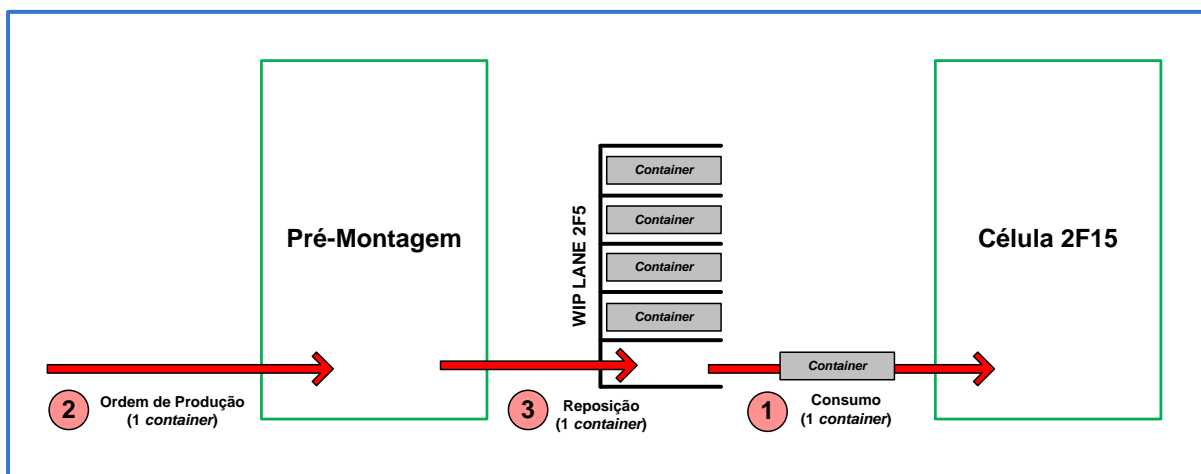 Pré-Montagem
WIP LANE 2F5
Container
Container
Container
Container
Célula 2F15
2
Ordem de Produção
(1 container)
3
Reposição
(1 container)
1
Container
Consumo
(1 container)